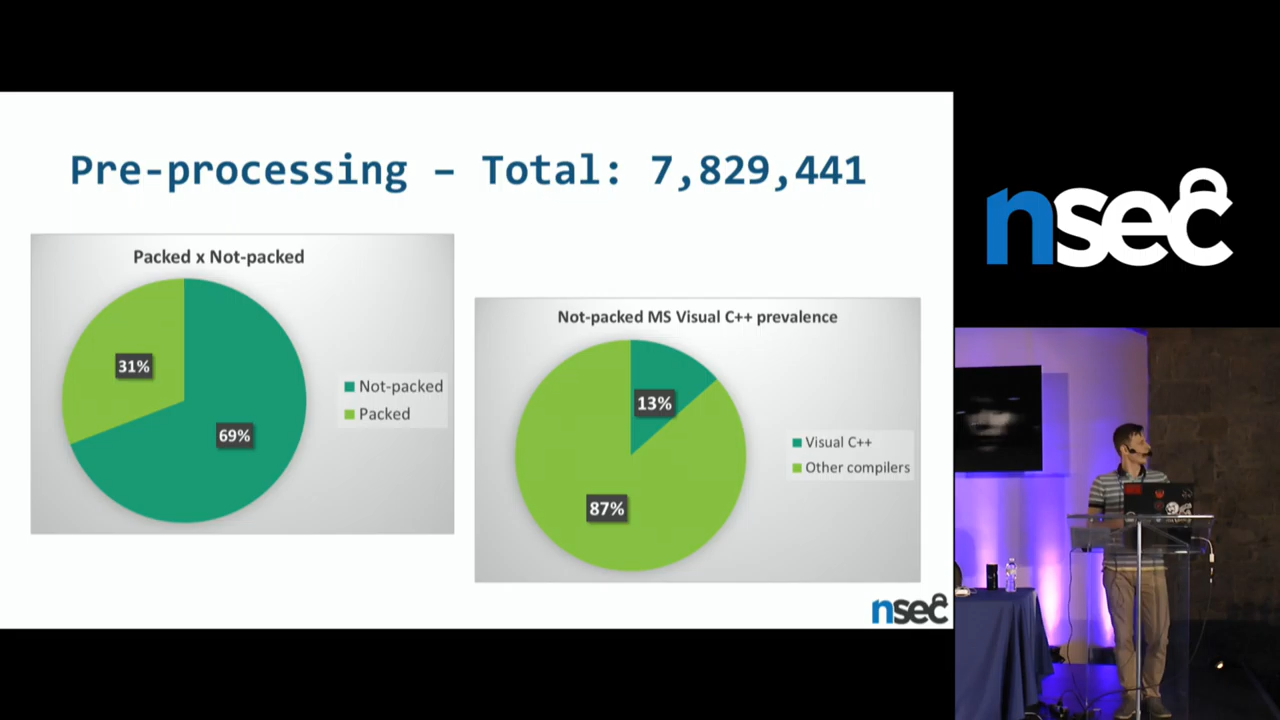 Pre-processing – Total: 7,829,441
Packed x Not-packed
31%
69%
Not-packed
Packed
Not-packed MS Visual C++ prevalence
13%
87%
Visual C++
Other compilers
nsec
nsec